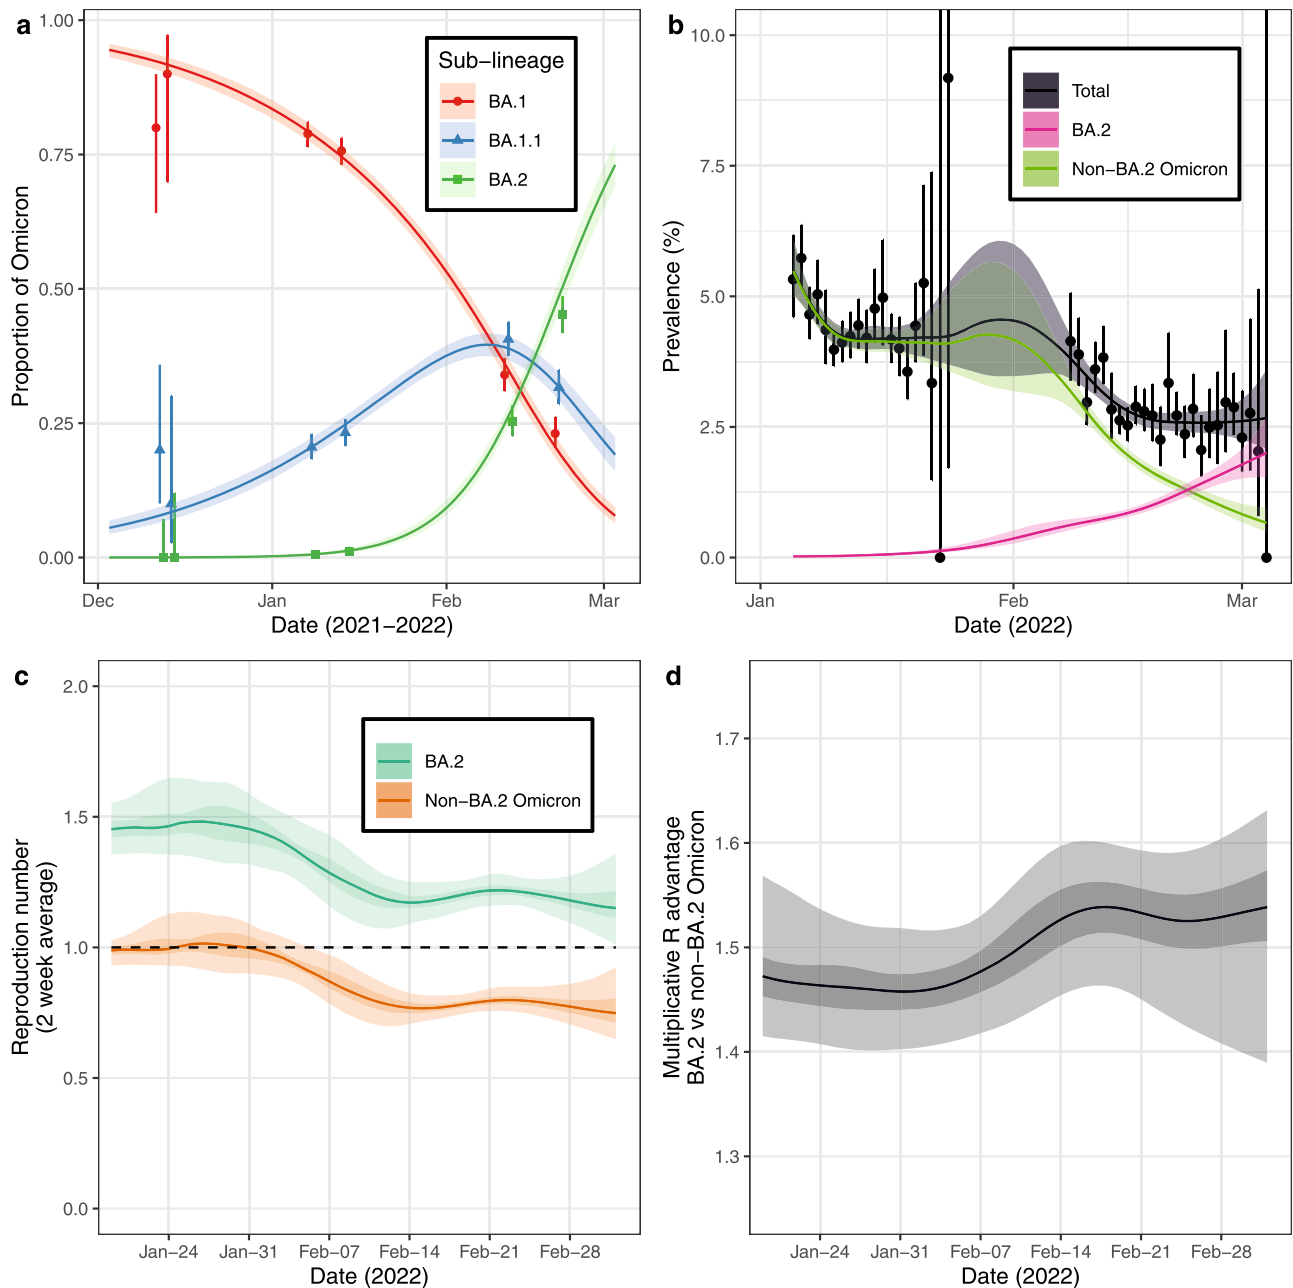 a
1.00
0.75
0.50
0.25
0.00
Proportion of Omicron
Sub−lineage
BA.1
BA.1.1
BA.2
Dec
Jan
Feb
Mar
Date (2021−2022)
b
10.0
7.5
5.0
2.5
0.0
Prevalence (%)
Total
BA.2
Non−BA.2 Omicron
Jan
Feb
Mar
Date (2022)
c
2.0
1.5
1.0
0.5
0.0
Reproduction number
(2 week average)
BA.2
Non−BA.2 Omicron
Jan−24
Jan−31
Feb−07
Feb−14
Feb−21
Feb−28
Date (2022)
d
1.7
1.6
1.5
1.4
1.3
Multiplicative R advantage
BA.2 vs non−BA.2 Omicron
Jan−24
Jan−31
Feb−07
Feb−14
Feb−21
Feb−28
Date (2022)